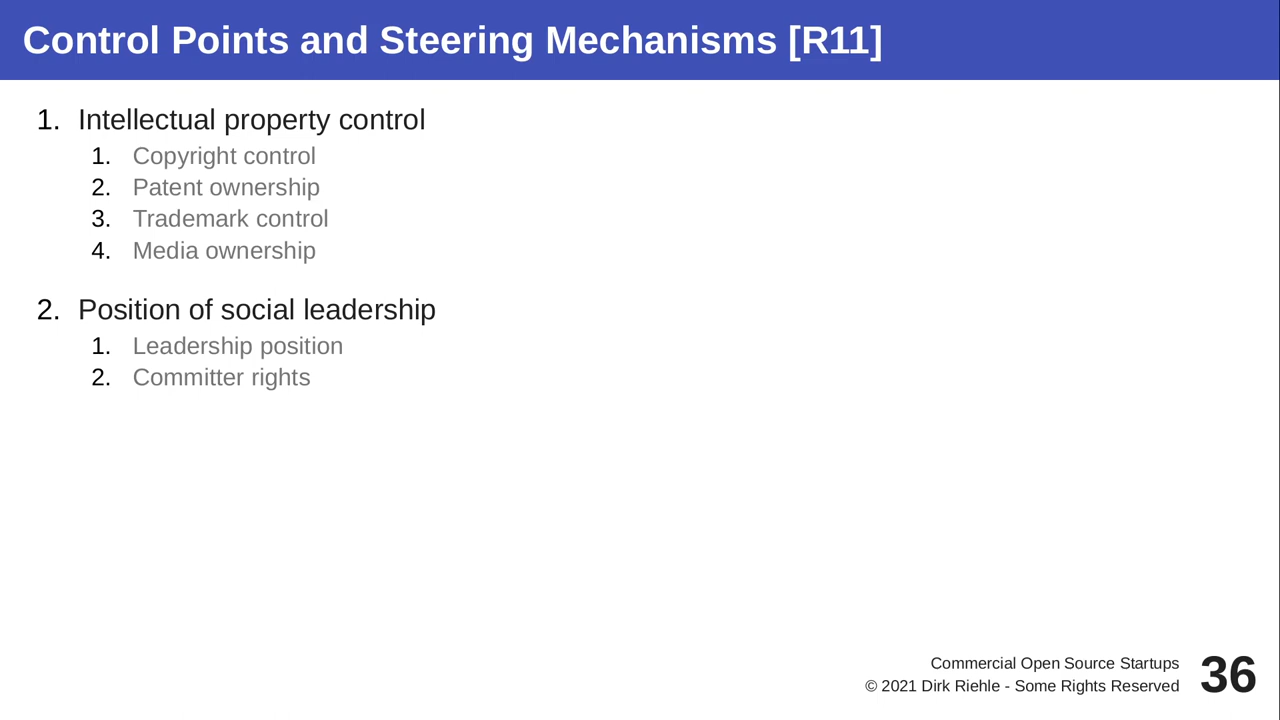 Control Points and Steering Mechanisms [R11]
1. Intellectual property control
1. Copyright control
2. Patent ownership
3. Trademark control
4. Media ownership
2. Position of social leadership
1. Leadership position
2. Committer rights
Commercial Open Source Startups
© 2021 Dirk Riehle - Some Rights Reserved
36